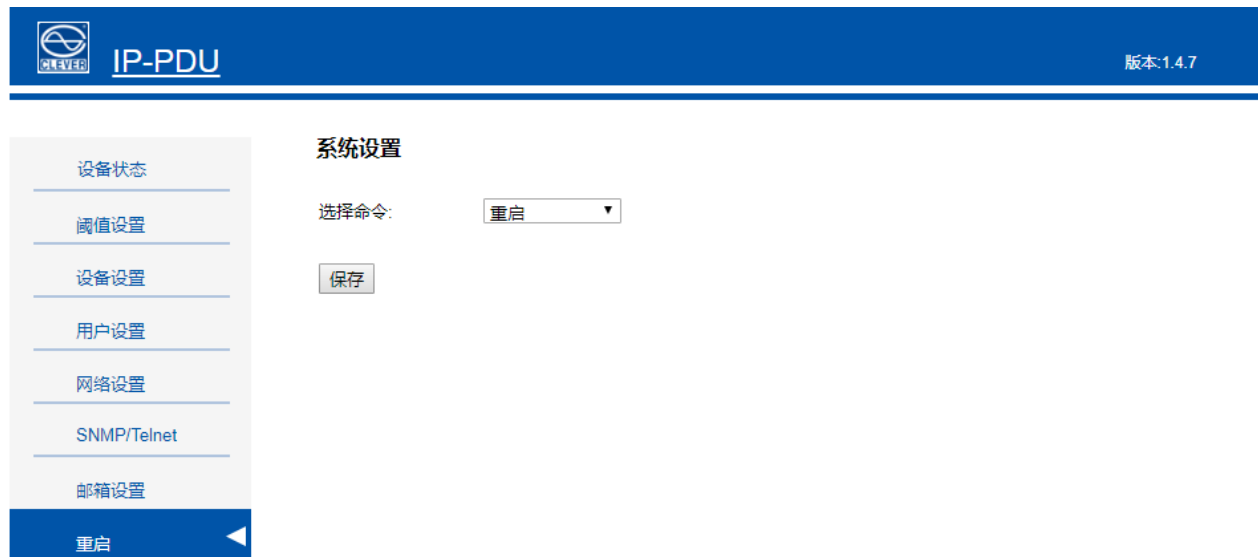 CLEVER
IP-PDU
版本:1.4.7
设备状态
阈值设置
设备设置
用户设置
网络设置
SNMP/Telnet
邮箱设置
重启
系统设置
选择命令: 重启
保存